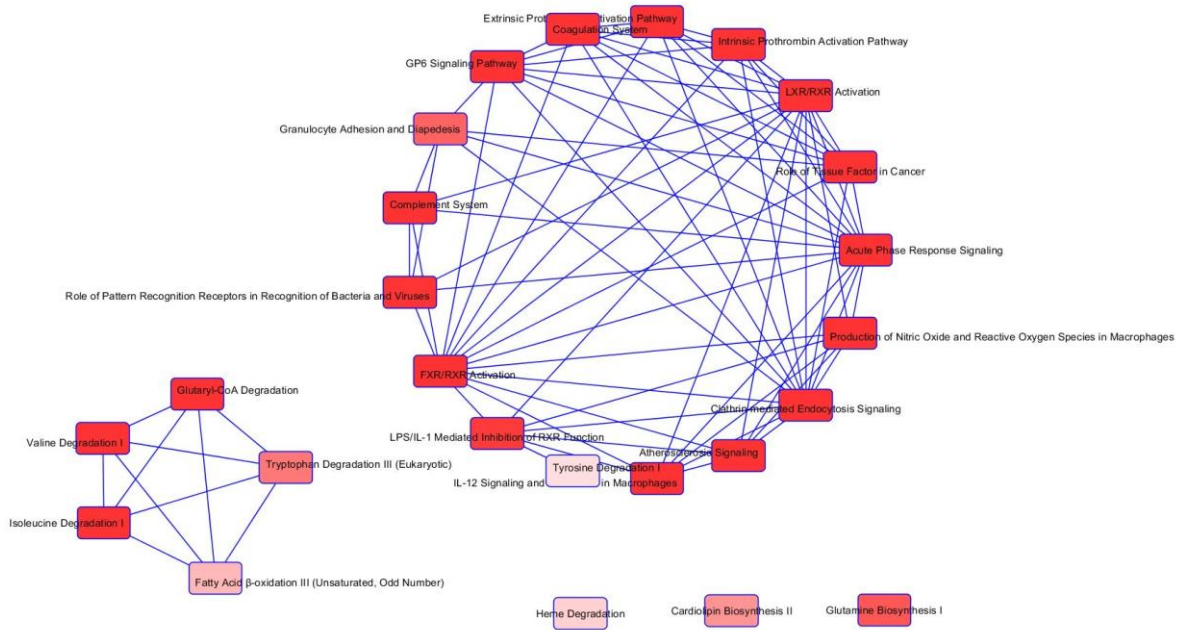 Extrinsic Prot ivation Pathway
Coagulation System
Intrinsic Prothrombin Activation Pathway
GP6 Signaling Pathway
LXR/RXR Activation
Granulocyte Adhesion and Diapedesis
Role of Tissue Factor in Cancer
Complement System
Acute Phase Response Signaling
Role of Pattern Recognition Receptors in Recognition of Bacteria and Viruses
Production of Nitric Oxide and Reactive Oxygen Species in Macrophages
FXR/RXR Activation
Glutaryl-CoA Degradation
Clathrin-mediated Endocytosis Signaling
LPS/IL-1 Mediated Inhibition of RXR Function
Valine Degradation I
Atherosclerosis Signaling
Tryptophan Degradation III (Eukaryotic)
Tyrosine Degradation I
IL-12 Signaling and in Macrophages
Isoleucine Degradation I
Fatty Acid β-oxidation III (Unsaturated, Odd Number)
Heme Degradation
Cardiolipin Biosynthesis II
Glutamine Biosynthesis I